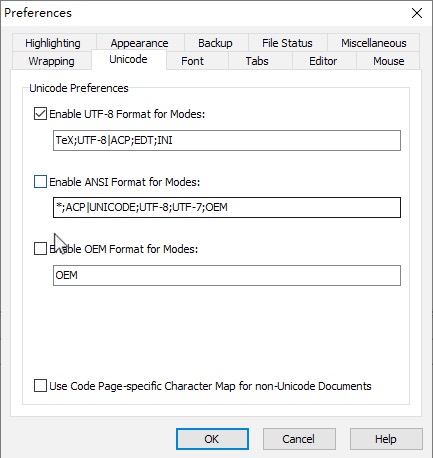 Preferences
Highlighting Appearance Backup File Status Miscellaneous
Wrapping Unicode Font Tabs Editor Mouse
Unicode Preferences
Enable UTF-8 Format for Modes:
TeX;UTF-8|ACP;EDT;INI
Enable ANSI Format for Modes:
*;ACP|UNICODE;UTF-8;UTF-7;OEM
Enable OEM Format for Modes:
OEM
Use Code Page-specific Character Map for non-Unicode Documents
OK Cancel Help